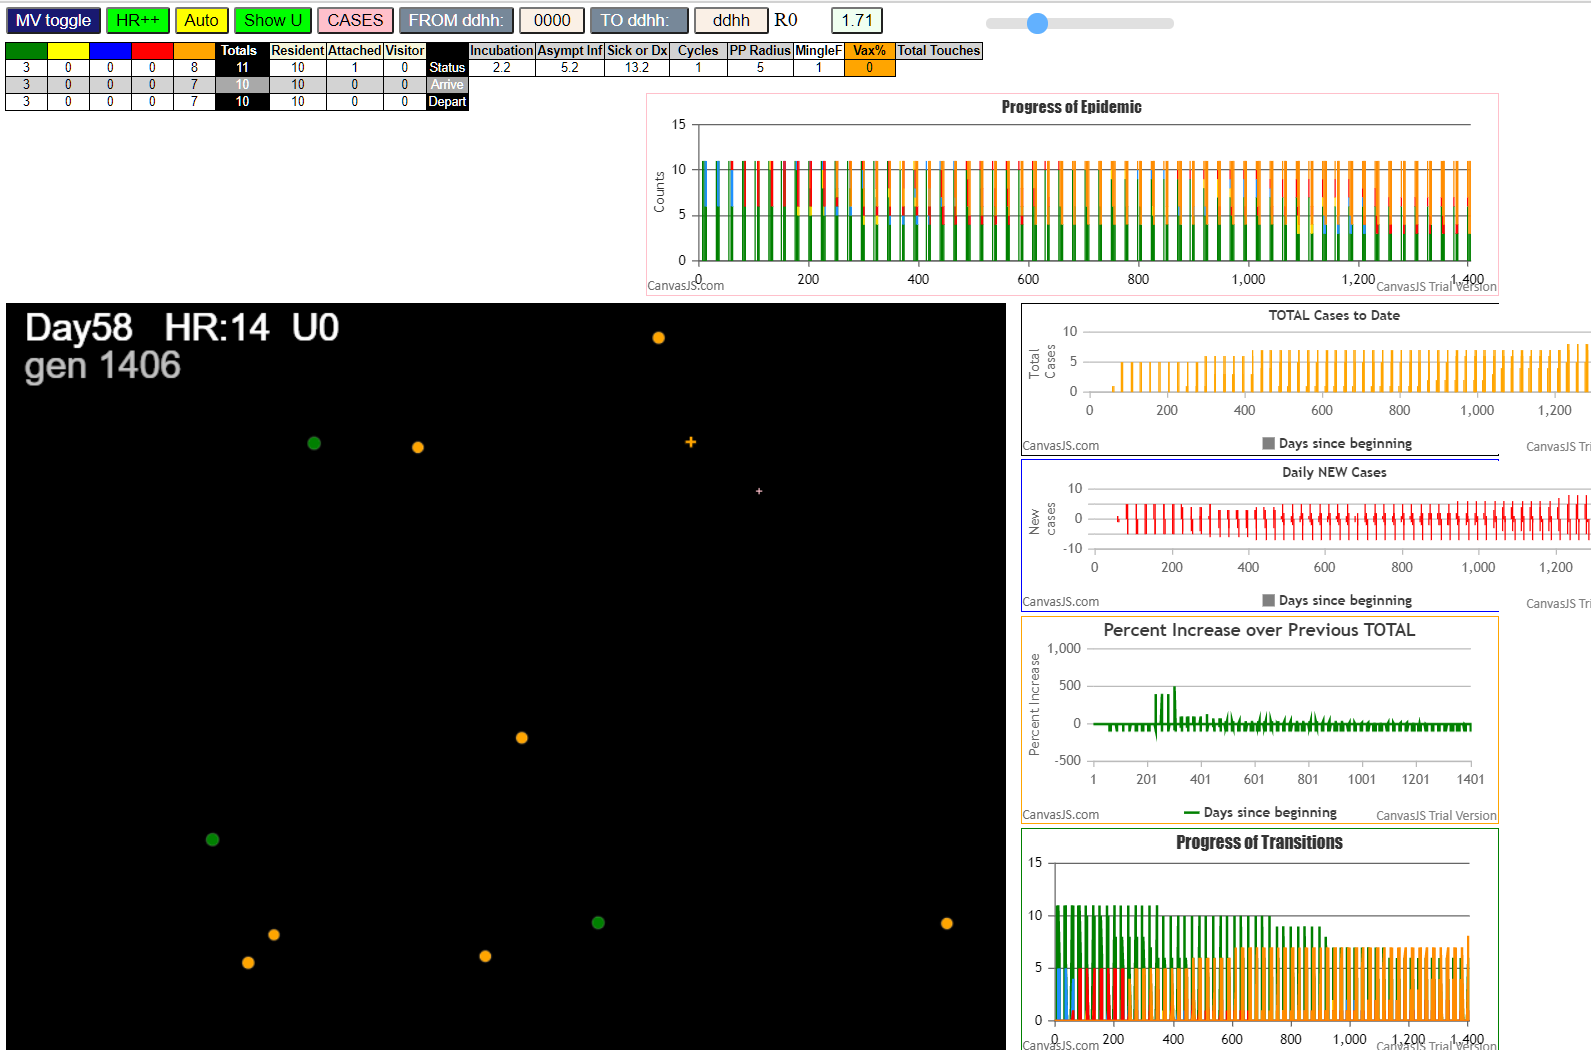 MV toggle HR++ Auto Show U CASES FROM ddhh: 0000 TO ddhh: ddhh R0 1.71
Totals Resident Attached Visitor Incubation Asympt Inf Sick or Dx Cycles PP Radius MingleF Vax% Total Touches
3 0 0 0 8 11 10 1 0 Status 2.2 5.2 13.2 1 5 1 0
3 0 0 0 7 10 10 0 0 Arrive
3 0 0 0 7 10 10 0 0 Depart
Progress of Epidemic
Counts
15
10
5
0
0 200 400 600 800 1,000 1,200 1,400
CanvasJS.com CanvasJS Trial Version
Day58 HR:14 U0
gen 1406
TOTAL Cases to Date
Total
Cases
10
5
0
0 200 400 600 800 1,000 1,200
Days since beginning
CanvasJS.com CanvasJS Tri
Daily NEW Cases
New
cases
10
0
-10
0 200 400 600 800 1,000 1,200
Days since beginning
CanvasJS.com CanvasJS Tri
Percent Increase over Previous TOTAL
Percent Increase
1,000
500
0
-500
1 201 401 601 801 1001 1201 1401
Days since beginning
CanvasJS.com CanvasJS Trial Version
Progress of Transitions
15
10
5
0
0 200 400 600 800 1,000 1,200 1,400
CanvasJS.com CanvasJS Trial Version